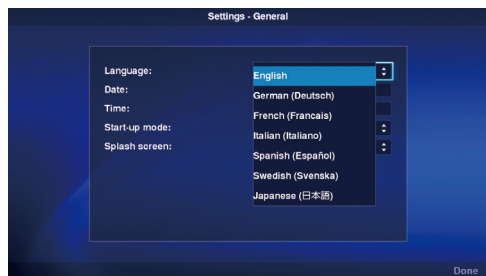 Settings - General
Language:
Date:
Time:
Start-up mode:
Splash screen:
English
German (Deutsch)
French (Francais)
Italian (Italiano)
Spanish (Español)
Swedish (Svenska)
Japanese (日本語)
Done